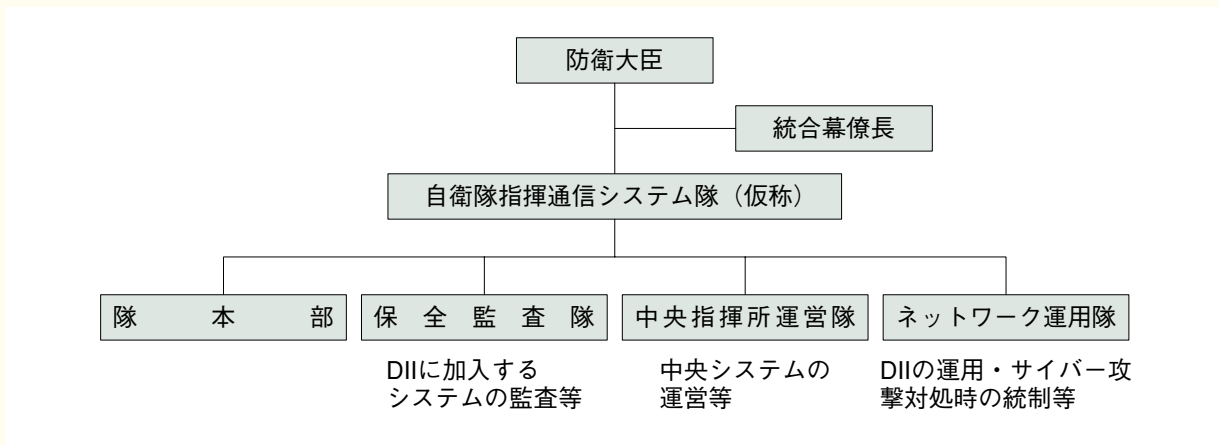 防衛大臣
統合幕僚長
自衛隊指揮通信システム隊（仮称）
隊本部
保全監査隊
中央指揮所運営隊
ネットワーク運用隊
DIIに加入する
システムの監査等
中央システムの
運営等
DIIの運用・サイバー攻
撃対処時の統制等